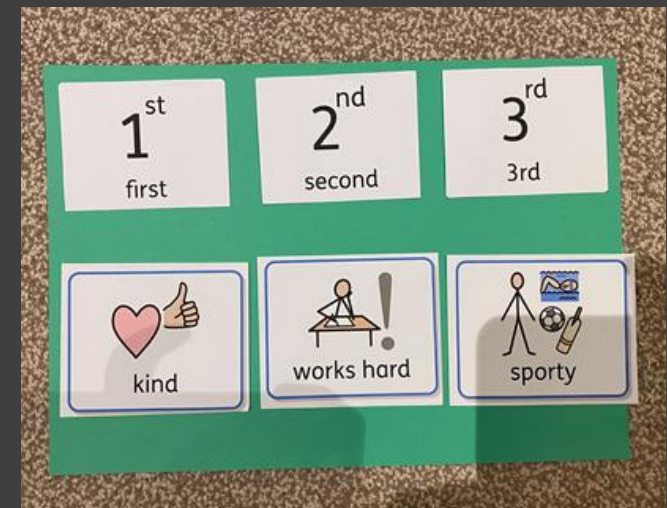 1st
first
2nd
second
3rd
3rd
kind
works hard
sporty